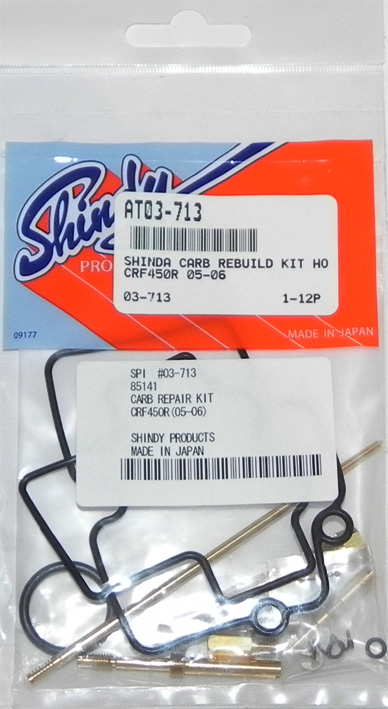 Shindy
PRO
AT03-713
SHINDA CARB REBUILD KIT HO
CRF450R 05-06
03-713 1-12P
09177 MADE IN JAPAN
SPI #03-713
85141
CARB REPAIR KIT
CRF450R(05-06)
SHINDY PRODUCTS
MADE IN JAPAN